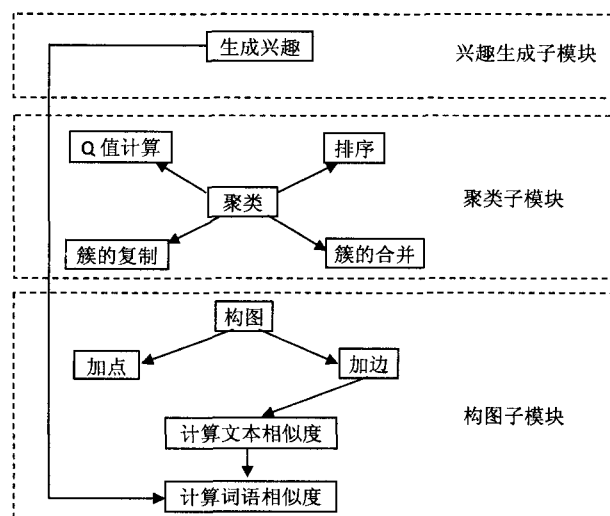 生成兴趣
兴趣生成子模块
Q值计算
排序
聚类
聚类子模块
簇的复制
簇的合并
构图
加点
加边
构图子模块
计算文本相似度
计算词语相似度